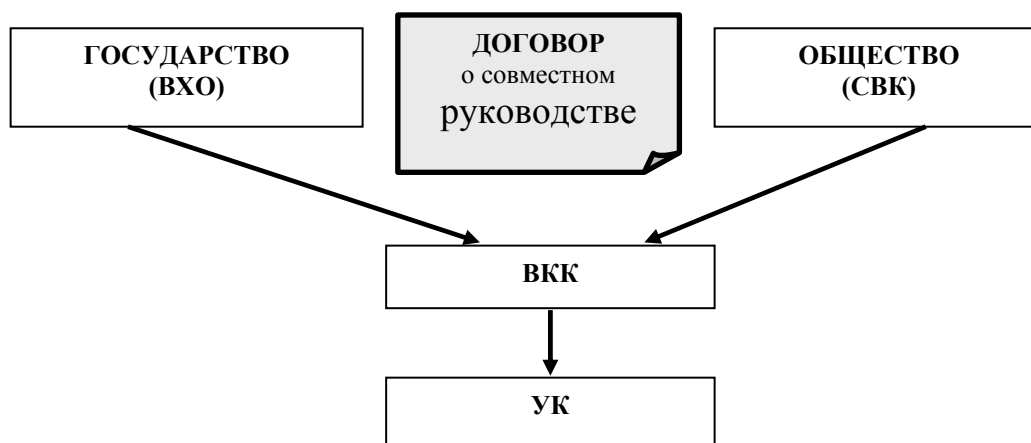 ГОСУДАРСТВО
(ВХО)
ДОГОВОР
о совместном
руководстве
ОБЩЕСТВО
(СВК)
ВКК
УК